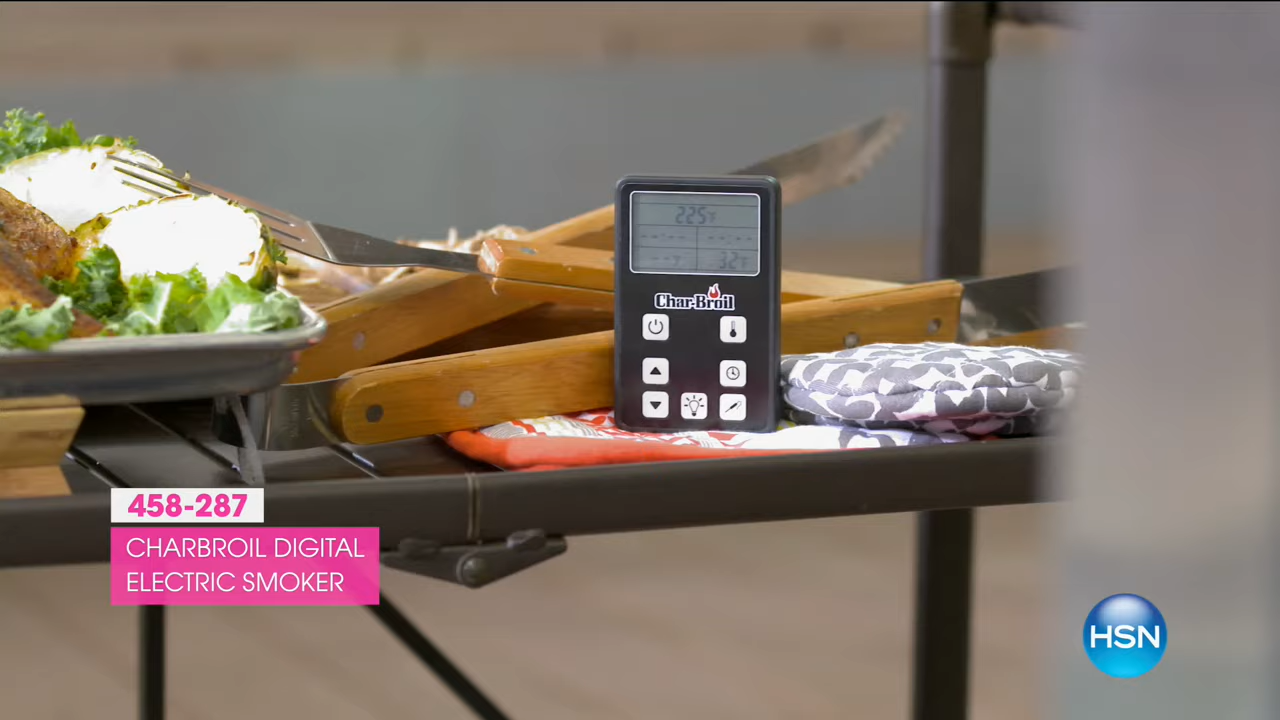 225°F
--:-- --:--
---°F 32°F
Char-Broil
458-287
CHARBROIL DIGITAL
ELECTRIC SMOKER
HSN